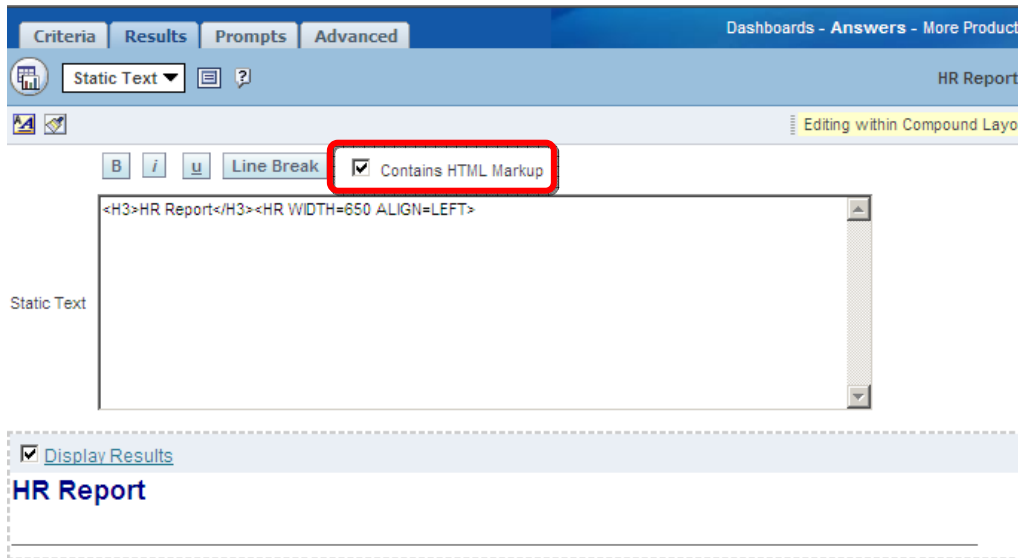 Criteria Results Prompts Advanced Dashboards - Answers - More Product
Static Text HR Report
Editing within Compound Layo
B i u Line Break Contains HTML Markup
<H3>HR Report</H3><HR WIDTH=650 ALIGN=LEFT>
Static Text
Display Results
HR Report